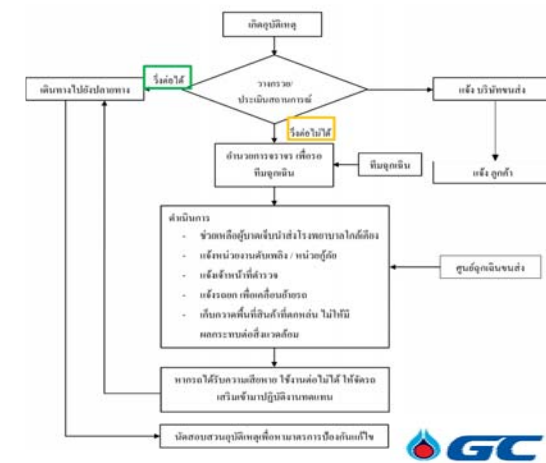 เกิดอุบัติเหตุ
วางกรวย/
ประเมินสถานการณ์
วิ่งต่อได้
เดินทางไปยังปลายทาง
แจ้ง บริษัทขนส่ง
วิ่งต่อไม่ได้
อำนวยการจราจร เพื่อรอ
ทีมฉุกเฉิน
ทีมฉุกเฉิน
แจ้ง ลูกค้า
ดำเนินการ
- ช่วยเหลือผู้บาดเจ็บนำส่งโรงพยาบาลใกล้เคียง
- แจ้งหน่วยงานดับเพลิง / หน่วยกู้ภัย
- แจ้งเจ้าหน้าที่ตำรวจ
- แจ้งรถยก เพื่อเคลื่อนย้ายรถ
- เก็บกวาดพื้นที่สินค้าที่ตกหล่น ไม่ให้มี
ผลกระทบต่อสิ่งแวดล้อม
ศูนย์ฉุกเฉินขนส่ง
หากรถได้รับความเสียหาย ใช้งานต่อไม่ได้ ให้จัดรถ
เสริมเข้ามาปฏิบัติงานทดแทน
นัดสอบสวนอุบัติเหตุเพื่อหามาตรการป้องกันแก้ไข
GC